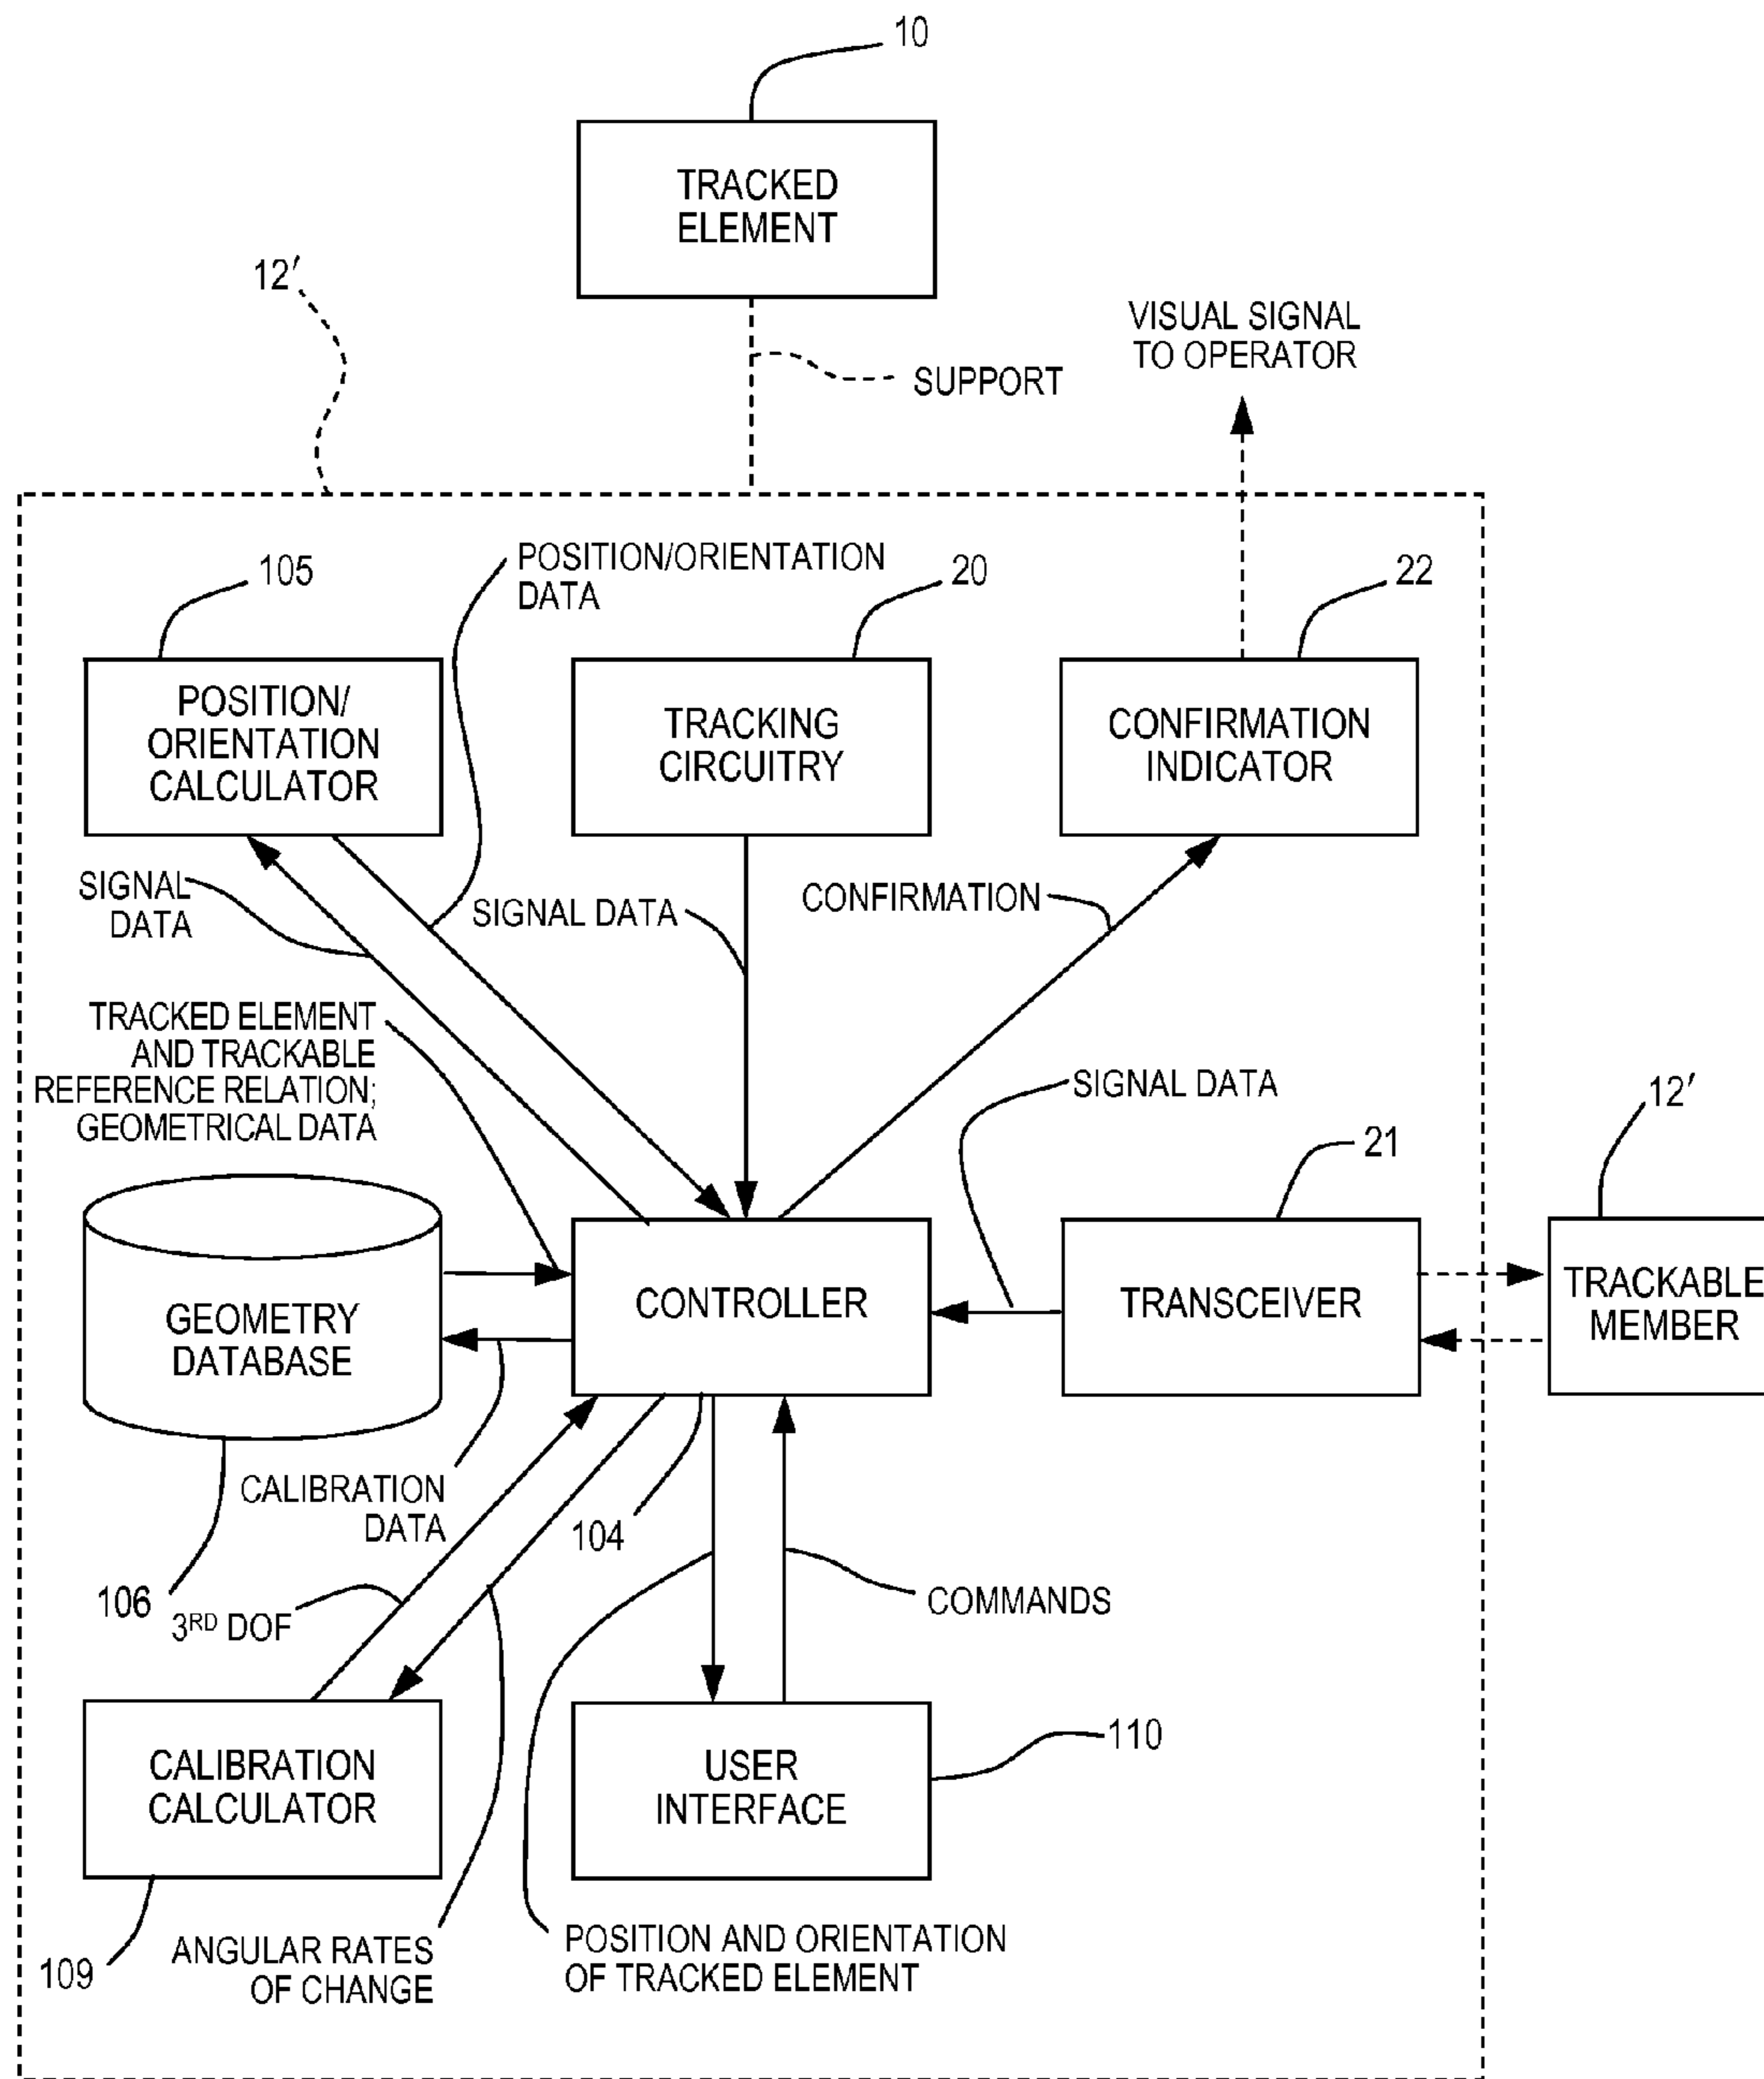 10
TRACKED
ELEMENT
12′
VISUAL SIGNAL
TO OPERATOR
SUPPORT
105
POSITION/ORIENTATION
DATA
20
22
POSITION/
ORIENTATION
CALCULATOR
TRACKING
CIRCUITRY
CONFIRMATION
INDICATOR
SIGNAL
DATA
SIGNAL DATA
CONFIRMATION
TRACKED ELEMENT
AND TRACKABLE
REFERENCE RELATION;
GEOMETRICAL DATA
SIGNAL DATA
12′
21
GEOMETRY
DATABASE
CONTROLLER
TRANSCEIVER
TRACKABLE
MEMBER
CALIBRATION
DATA
104
106
3RD DOF
COMMANDS
CALIBRATION
CALCULATOR
USER
INTERFACE
110
109
ANGULAR RATES
OF CHANGE
POSITION AND ORIENTATION
OF TRACKED ELEMENT